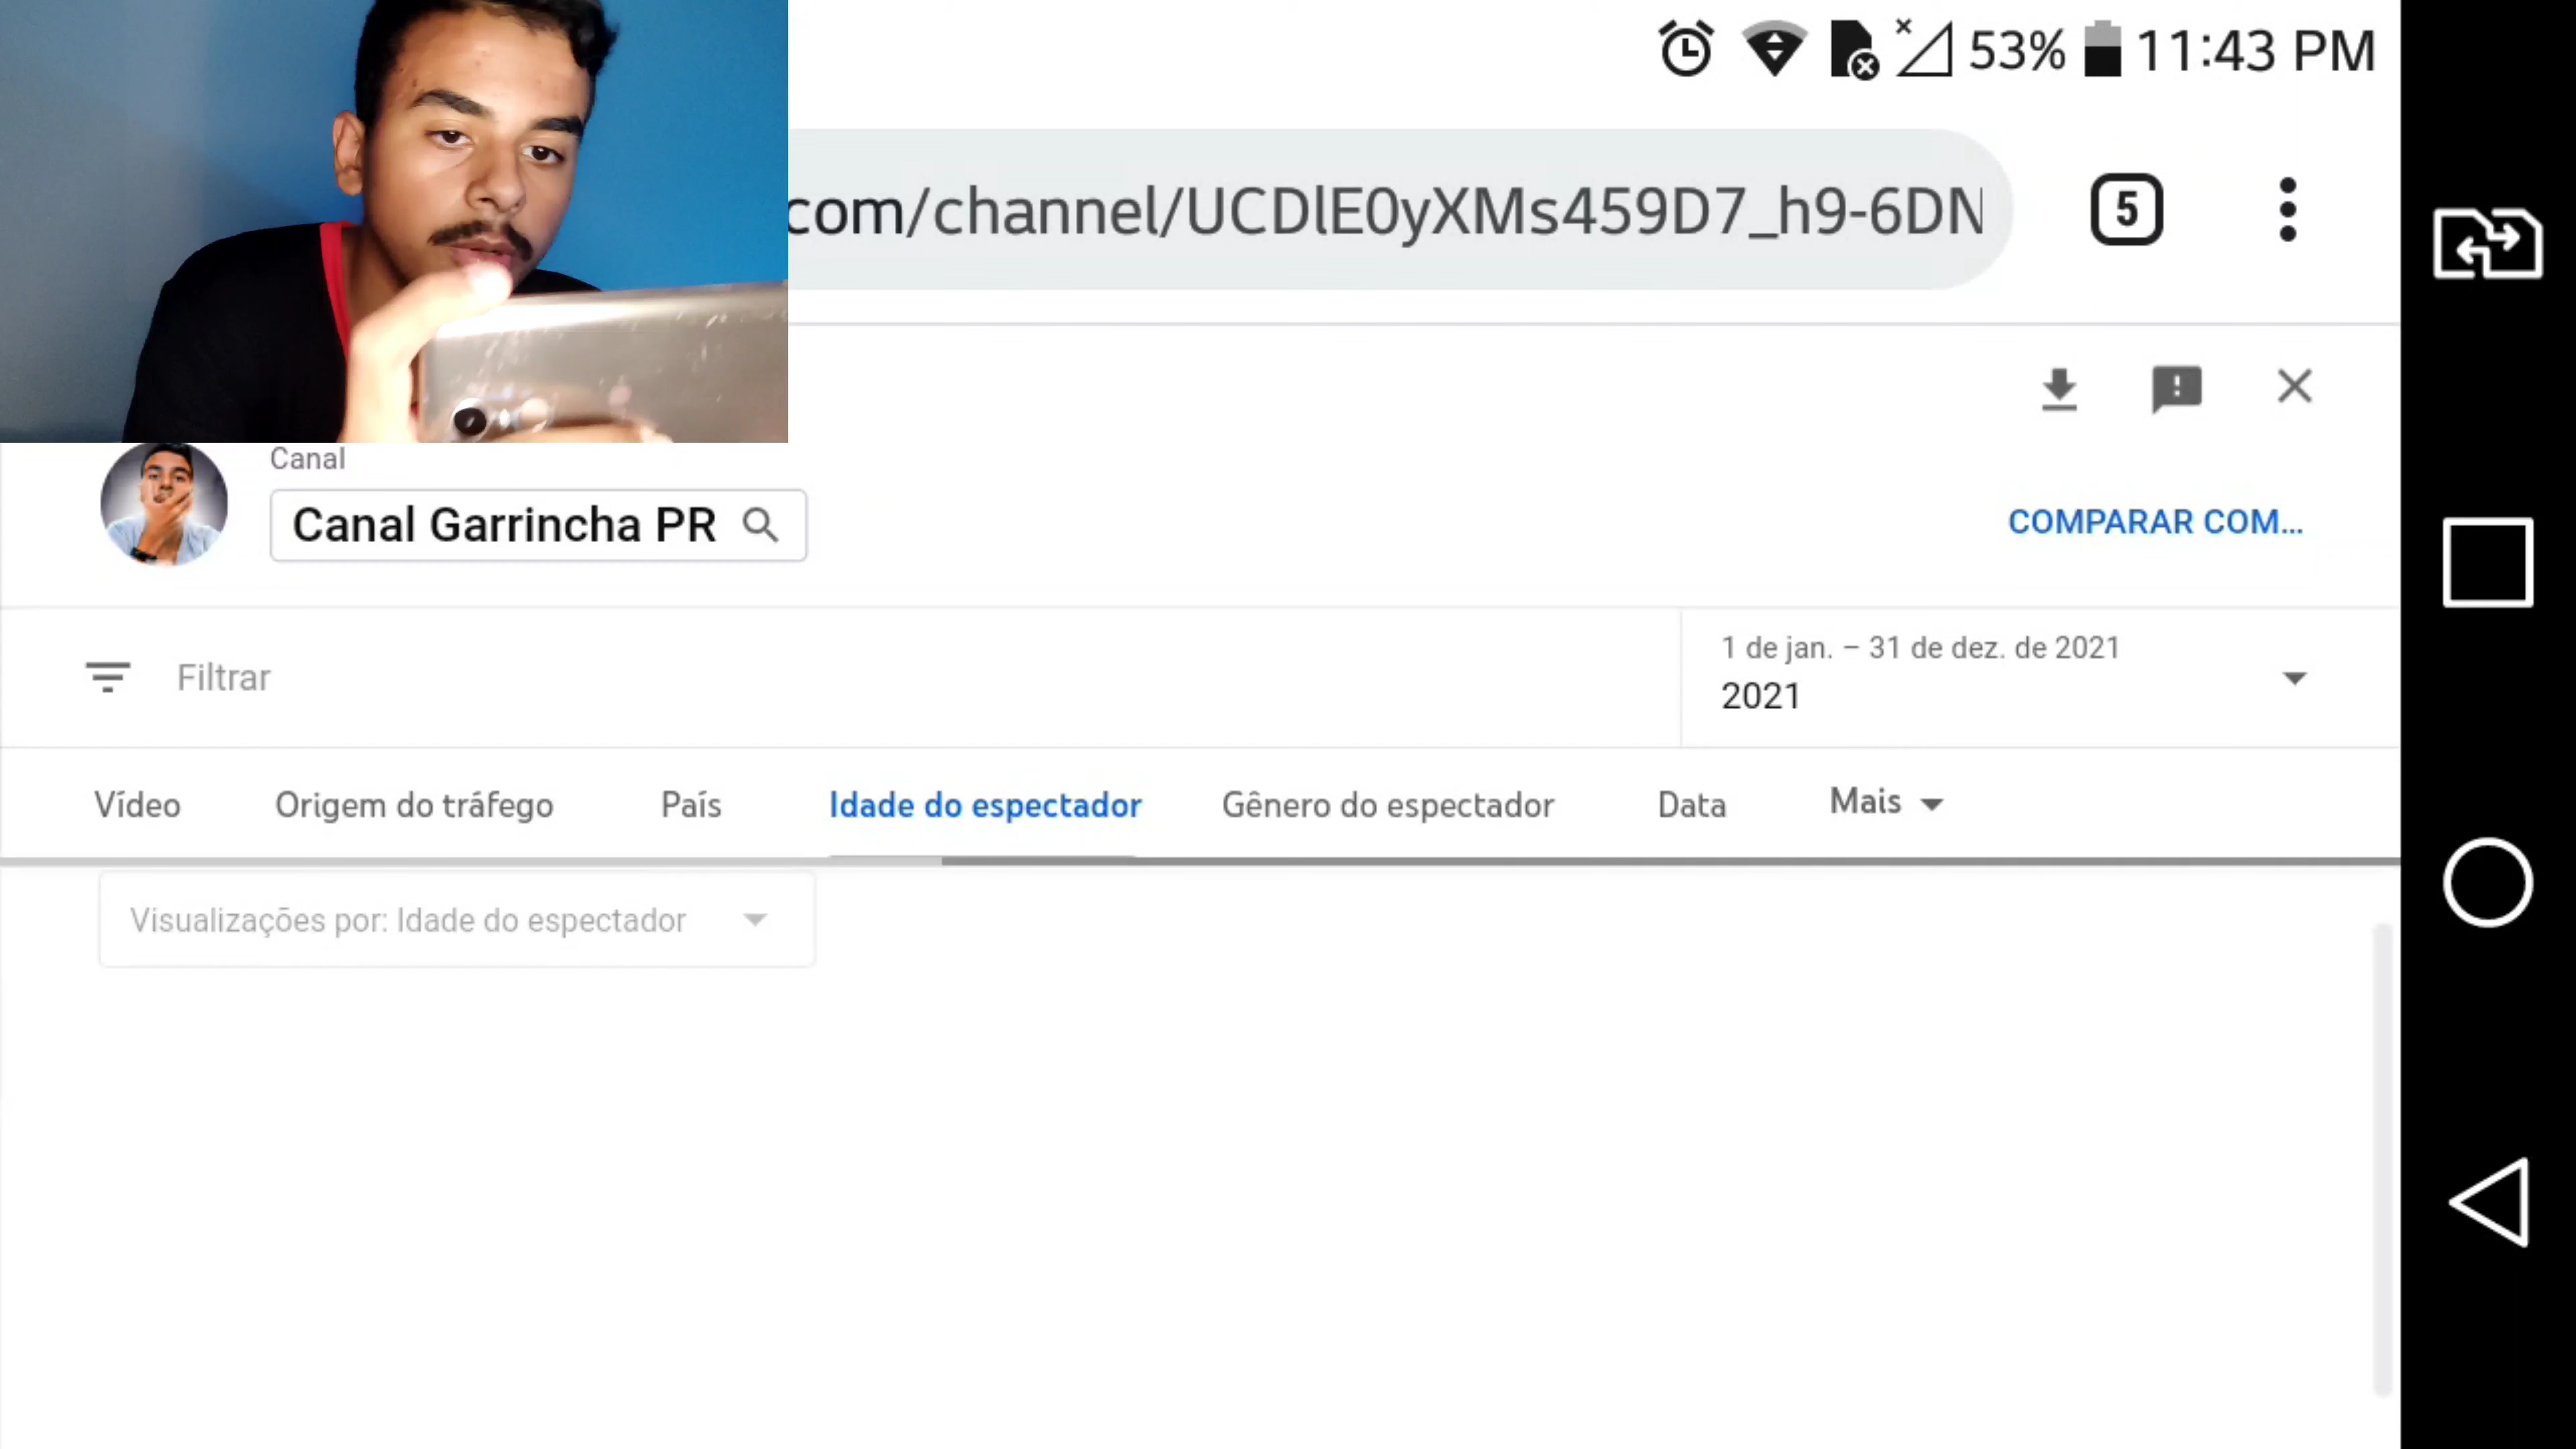 53% 11:43 PM
com/channel/UCDlE0yXMs459D7_h9-6DN
5
Canal
Canal Garrincha PR
COMPARAR COM...
Filtrar
1 de jan. – 31 de dez. de 2021
2021
Vídeo Origem do tráfego País Idade do espectador Gênero do espectador Data Mais
Visualizações por: Idade do espectador